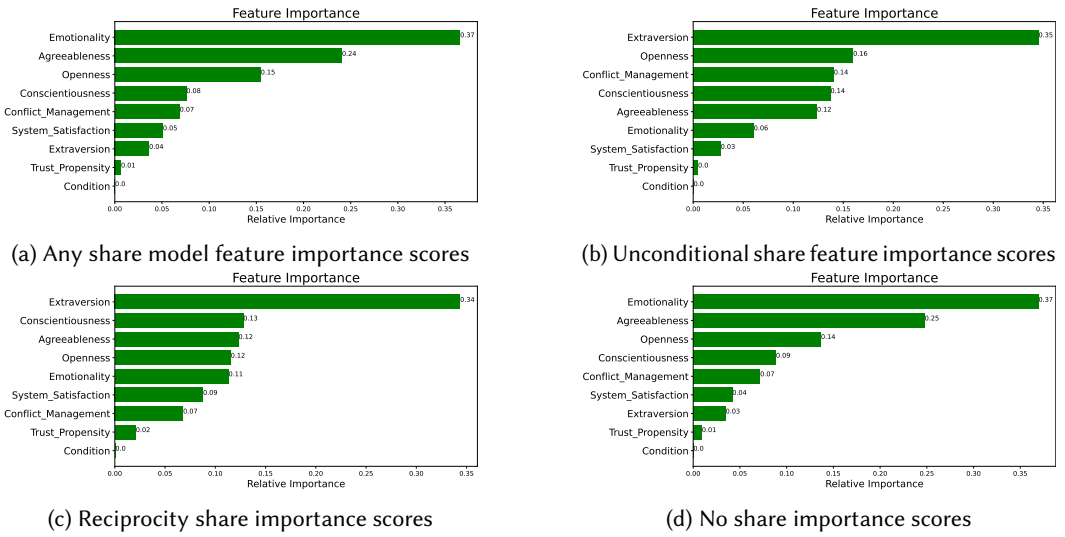 Feature Importance
Emotionality 0.37
Agreeableness 0.24
Openness 0.15
Conscientiousness 0.08
Conflict_Management 0.07
System_Satisfaction 0.05
Extraversion 0.04
Trust_Propensity 0.01
Condition 0.0
0.00 0.05 0.10 0.15 0.20 0.25 0.30 0.35
Relative Importance
(a) Any share model feature importance scores
Feature Importance
Extraversion 0.35
Openness 0.16
Conflict_Management 0.14
Conscientiousness 0.14
Agreeableness 0.12
Emotionality 0.06
System_Satisfaction 0.03
Trust_Propensity 0.0
Condition 0.0
0.00 0.05 0.10 0.15 0.20 0.25 0.30 0.35
Relative Importance
(b) Unconditional share feature importance scores
Feature Importance
Extraversion 0.34
Conscientiousness 0.13
Agreeableness 0.12
Openness 0.12
Emotionality 0.11
System_Satisfaction 0.09
Conflict_Management 0.07
Trust_Propensity 0.02
Condition 0.0
0.00 0.05 0.10 0.15 0.20 0.25 0.30 0.35
Relative Importance
(c) Reciprocity share importance scores
Feature Importance
Emotionality 0.37
Agreeableness 0.25
Openness 0.14
Conscientiousness 0.09
Conflict_Management 0.07
System_Satisfaction 0.04
Extraversion 0.03
Trust_Propensity 0.01
Condition 0.0
0.00 0.05 0.10 0.15 0.20 0.25 0.30 0.35
Relative Importance
(d) No share importance scores